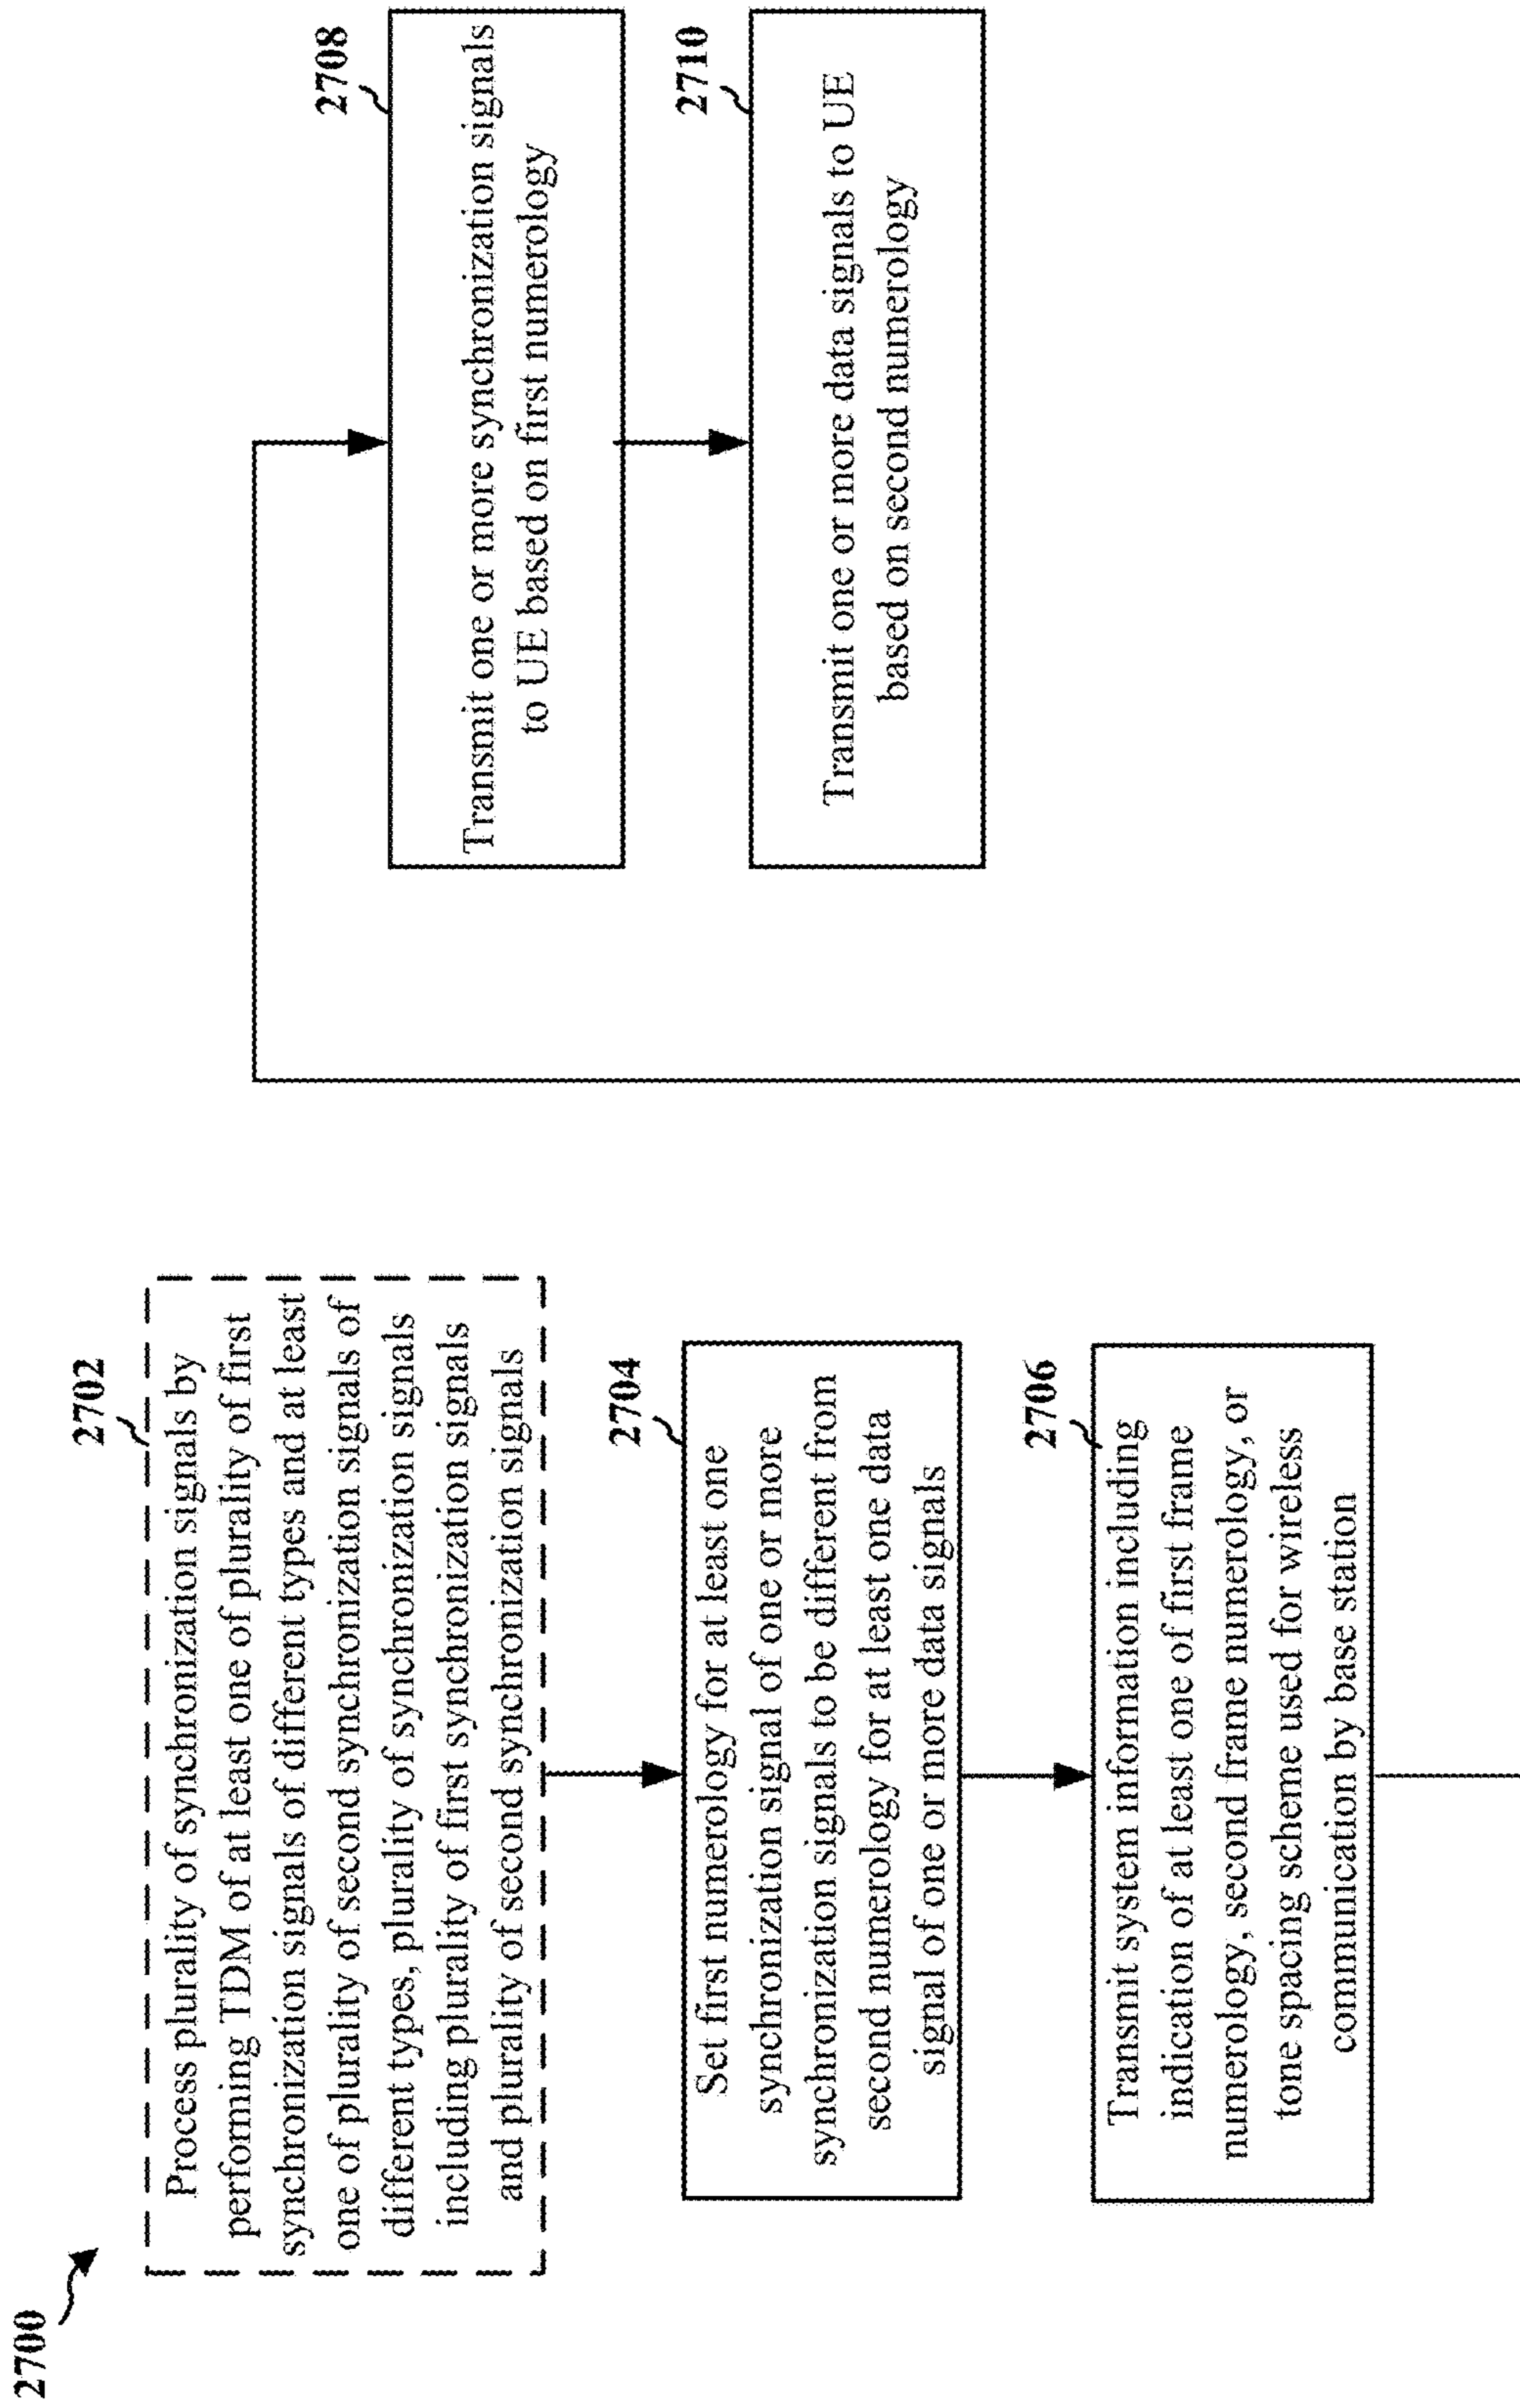 2700
2702
Process plurality of synchronization signals by
performing TDM of at least one of plurality of first
synchronization signals of different types and at least
one of plurality of second synchronization signals of
different types, plurality of synchronization signals
including plurality of first synchronization signals
and plurality of second synchronization signals
2704
Set first numerology for at least one
synchronization signal of one or more
synchronization signals to be different from
second numerology for at least one data
signal of one or more data signals
2706
Transmit system information including
indication of at least one of first frame
numerology, second frame numerology, or
tone spacing scheme used for wireless
communication by base station
2708
Transmit one or more synchronization signals
to UE based on first numerology
2710
Transmit one or more data signals to UE
based on second numerology